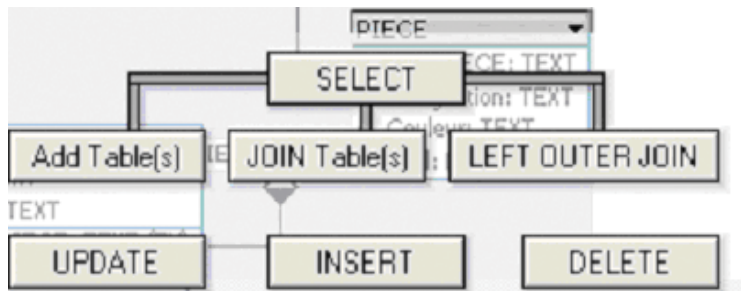 PIECE
SELECT
ECE: TEXT
tion: TEXT
Couleur: TEXT
Add Table(s)
JOIN Table(s)
LEFT OUTER JOIN
TEXT
UPDATE
INSERT
DELETE